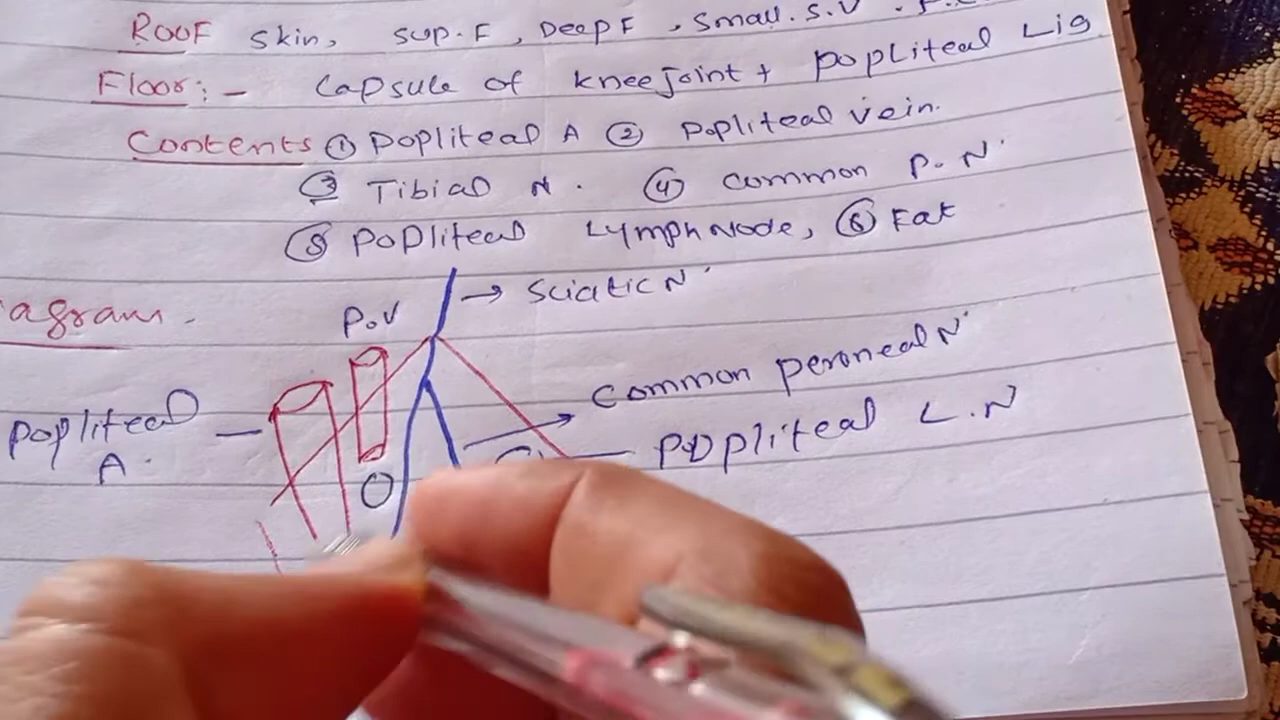 Roof skin, sup.F, Deep F, Small.S.V.
Floor:- Capsule of knee joint + popliteal Lig
Contents ① Popliteal A ② Popliteal vein.
③ Tibial N. ④ Common P.N.
⑤ Popliteal Lymph Node, ⑥ Fat
→ Sciatic N
agram.
P.V
Common peroneal N
Popliteal L.N
Popliteal
A.